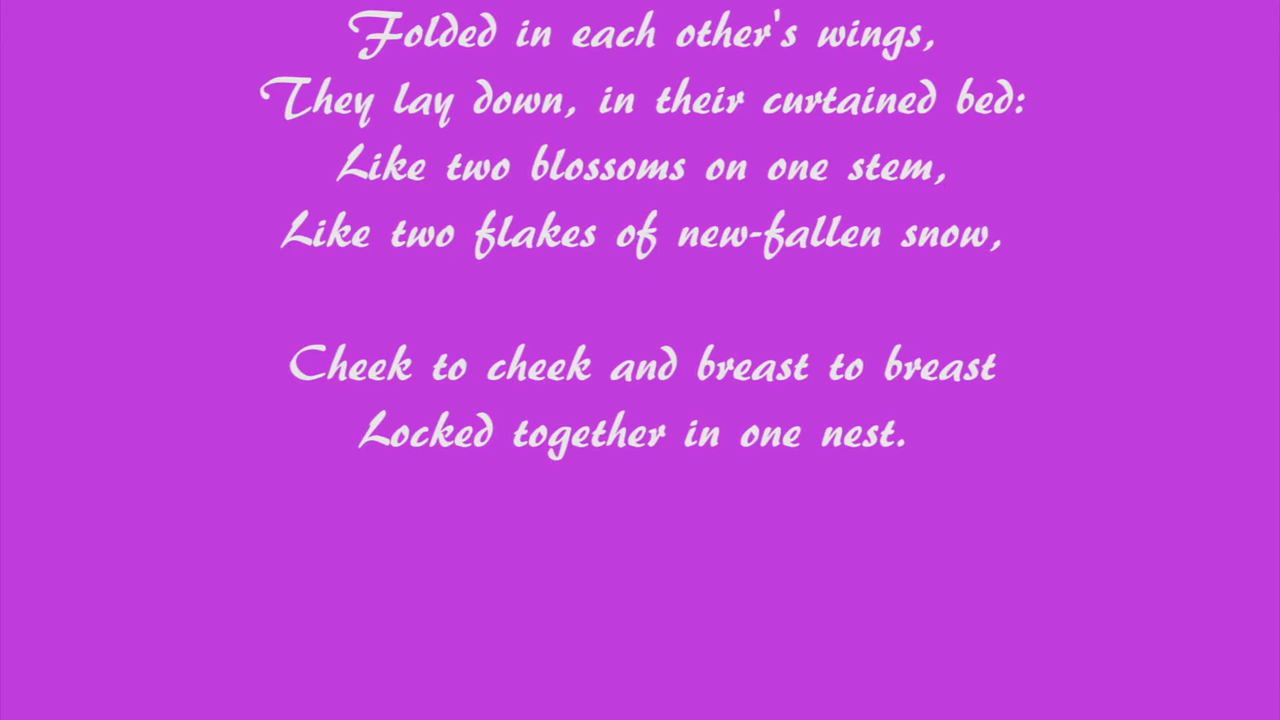 Folded in each other's wings,
They lay down, in their curtained bed:
Like two blossoms on one stem,
Like two flakes of new-fallen snow,
Cheek to cheek and breast to breast
Locked together in one nest.